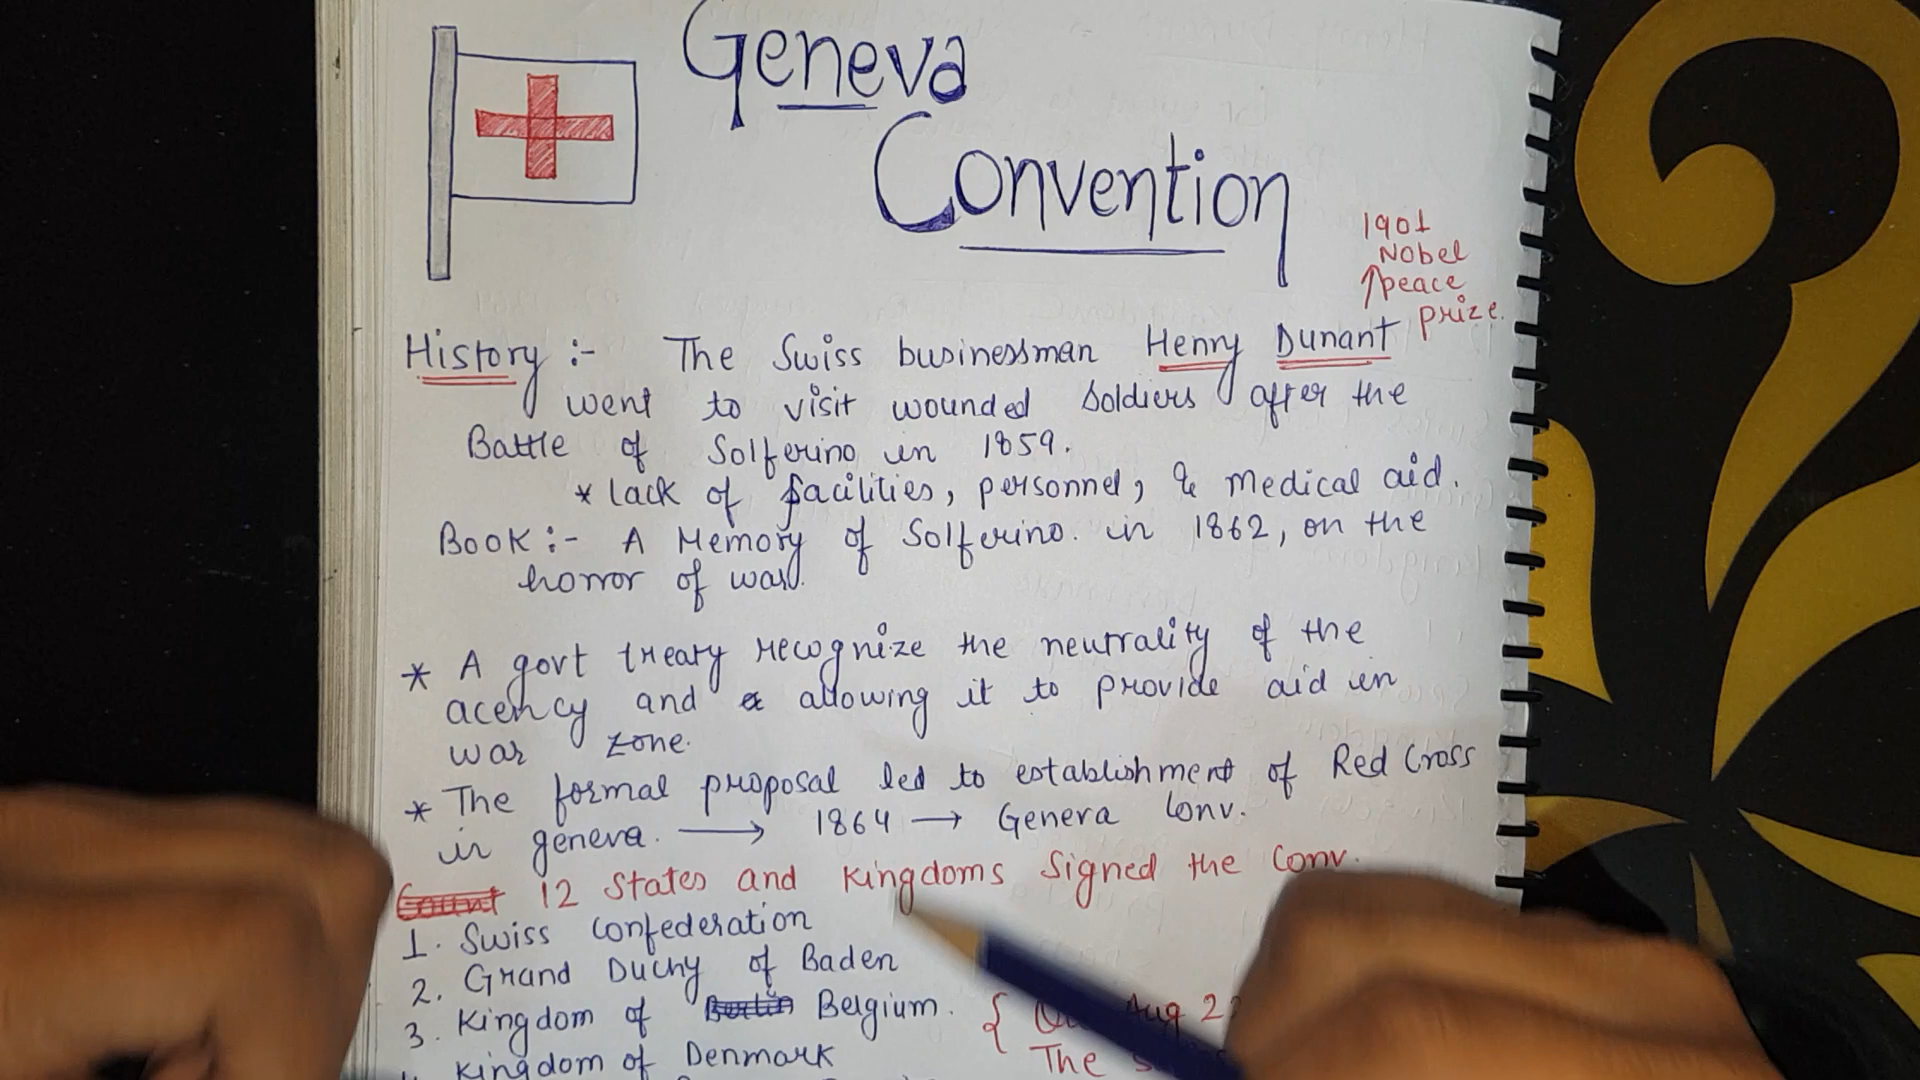 Geneva
Convention
1901
Nobel
↑peace
prize.
History :- The Swiss businessman Henry Dunant
went to visit wounded soldiers after the
Battle of Solferino in 1859.
* lack of facilities, personnel, & medical aid.
Book :- A Memory of Solferino. in 1862, on the
horror of war.
* A govt treaty recognize the neutrality of the
acency and allowing it to provide aid in
war zone.
* The formal proposal led to establishment of Red Cross
in geneva. → 1864 → Geneva Conv.
12 States and Kingdoms Signed the Conv.
1. Swiss Confederation
2. Grand Duchy of Baden
3. Kingdom of Belgium.
Kingdom of Denmark
{ Aug 2
The